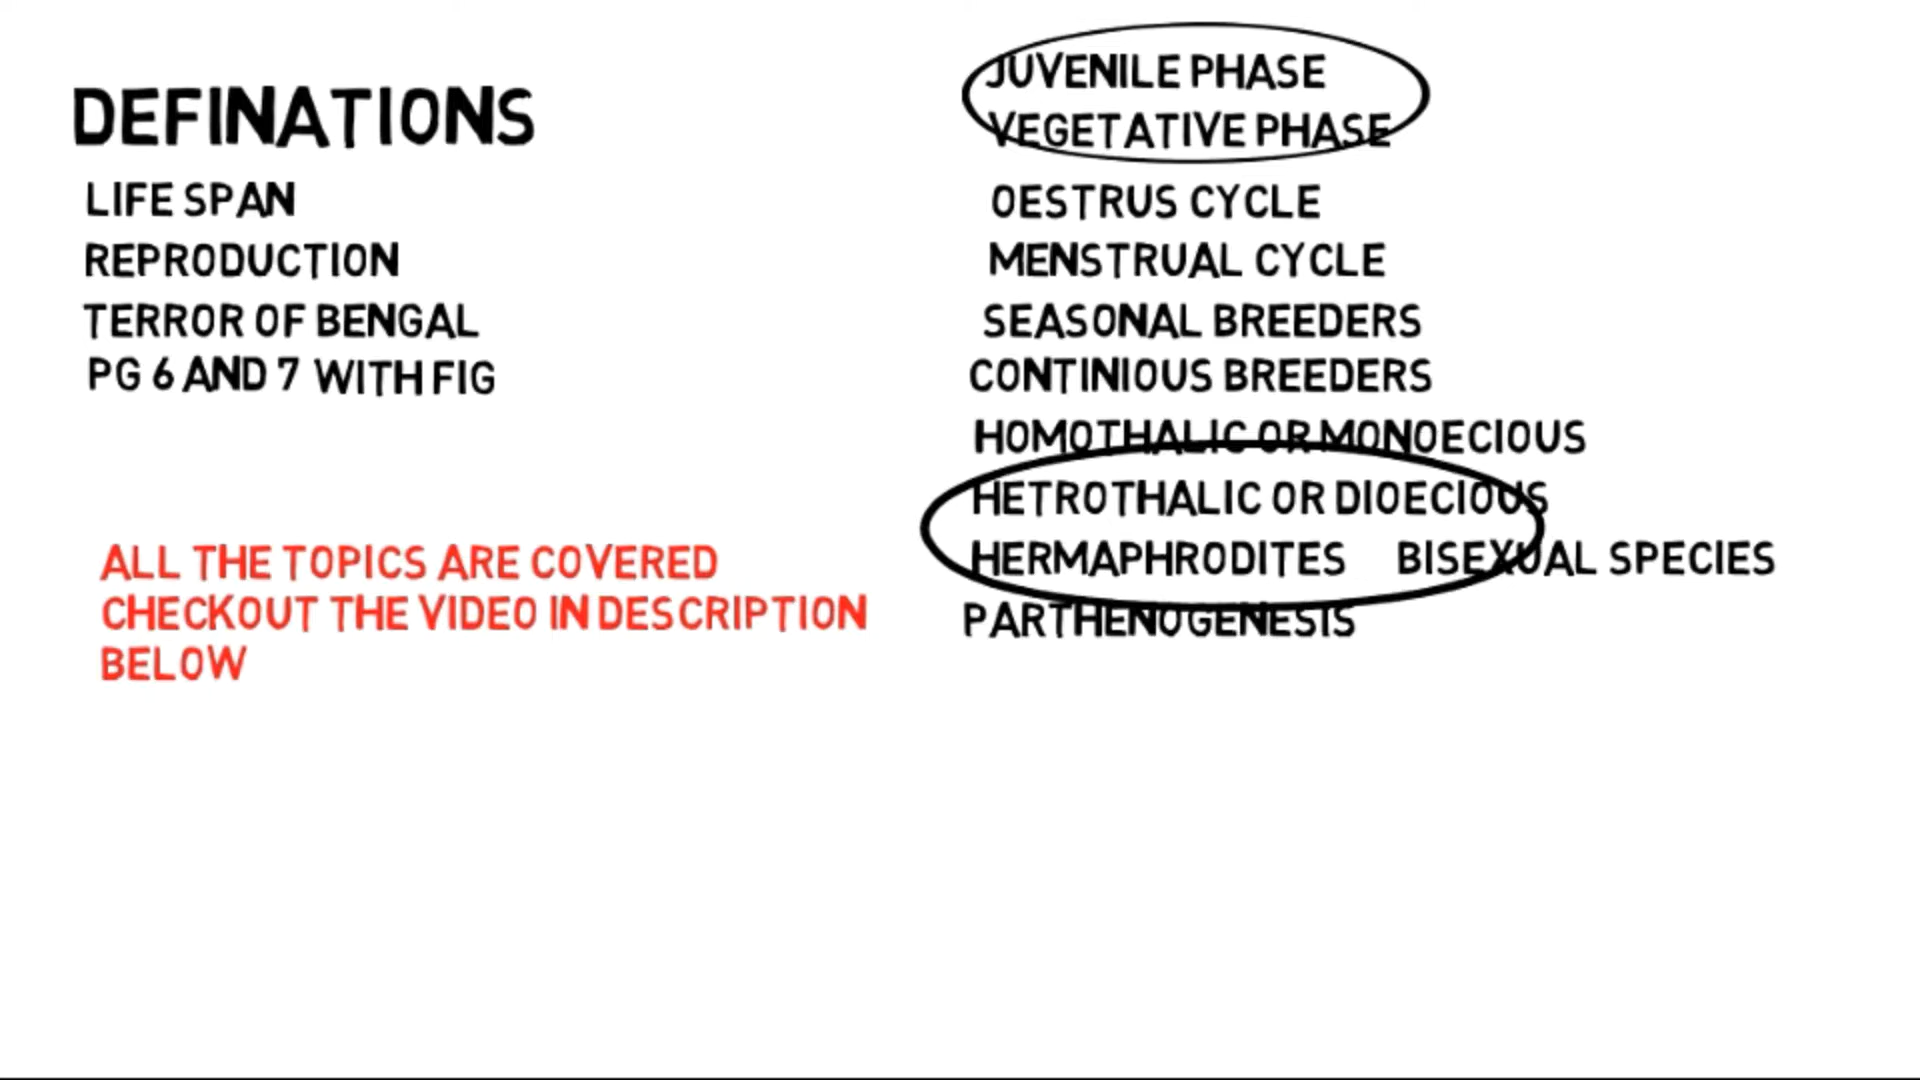 DEFINATIONS
LIFE SPAN
REPRODUCTION
TERROR OF BENGAL
PG 6 AND 7 WITH FIG
ALL THE TOPICS ARE COVERED
CHECKOUT THE VIDEO IN DESCRIPTION
BELOW
JUVENILE PHASE
VEGETATIVE PHASE
OESTRUS CYCLE
MENSTRUAL CYCLE
SEASONAL BREEDERS
CONTINIOUS BREEDERS
HOMOTHALIC OR MONOECIOUS
HETROTHALIC OR DIOECIOUS
HERMAPHRODITES BISEXUAL SPECIES
PARTHENOGENESIS